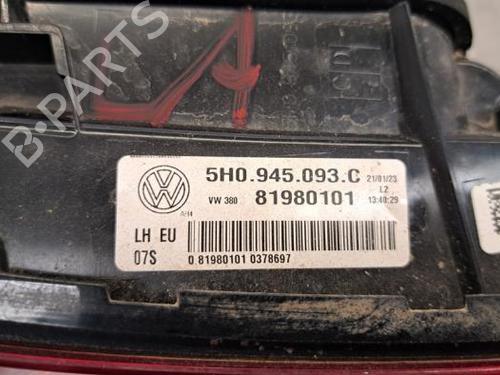 B-PARTS
5H0.945.093.C 21/01/23
VW 380 81980101 L2
13:40:29
LH EU
07S 0 81980101 0378697